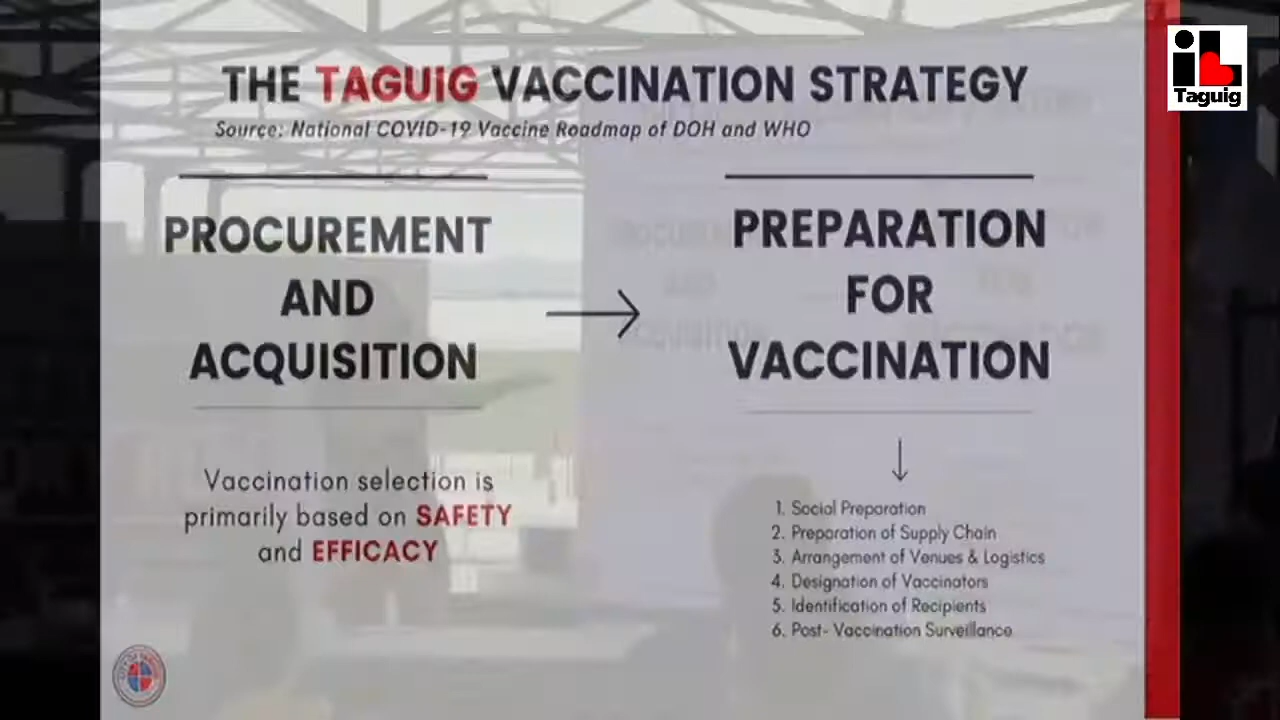 THE TAGUIG VACCINATION STRATEGY
Source: National COVID-19 Vaccine Roadmap of DOH and WHO
PROCUREMENT
AND
ACQUISITION
Vaccination selection is
primarily based on SAFETY
and EFFICACY
PREPARATION
FOR
VACCINATION
1. Social Preparation
2. Preparation of Supply Chain
3. Arrangement of Venues & Logistics
4. Designation of Vaccinators
5. Identification of Recipients
6. Post- Vaccination Surveillance
iL
Taguig